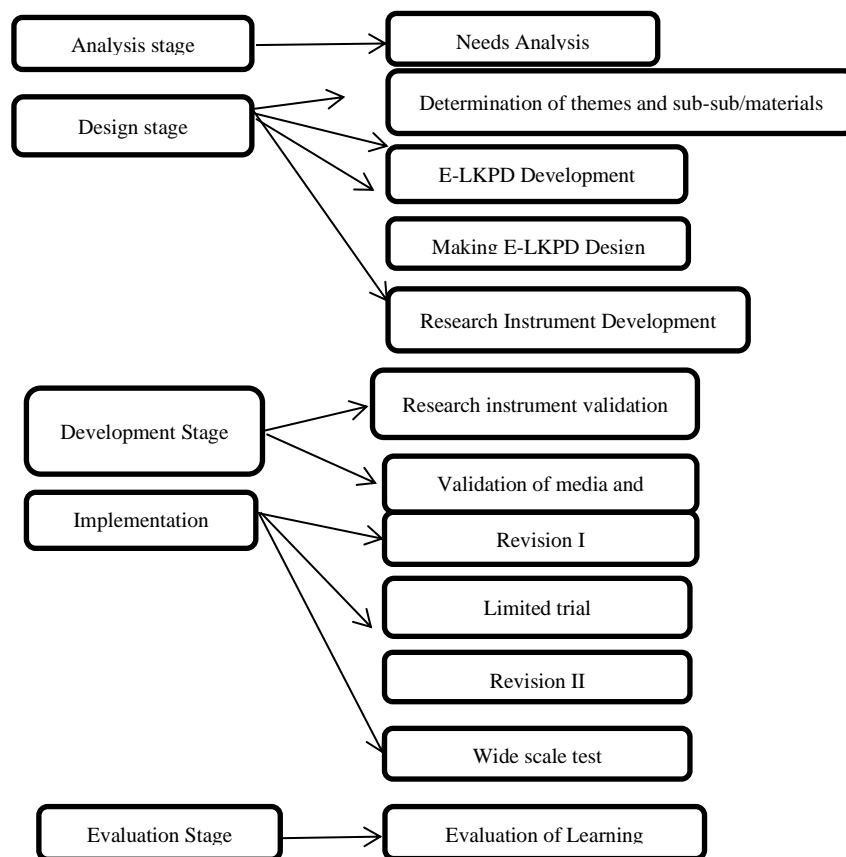 Analysis stage
Needs Analysis
Determination of themes and sub-sub/materials
Design stage
E-LKPD Development
Making E-LKPD Design
Research Instrument Development
Research instrument validation
Development Stage
Validation of media and
Implementation
Revision I
Limited trial
Revision II
Wide scale test
Evaluation Stage
Evaluation of Learning